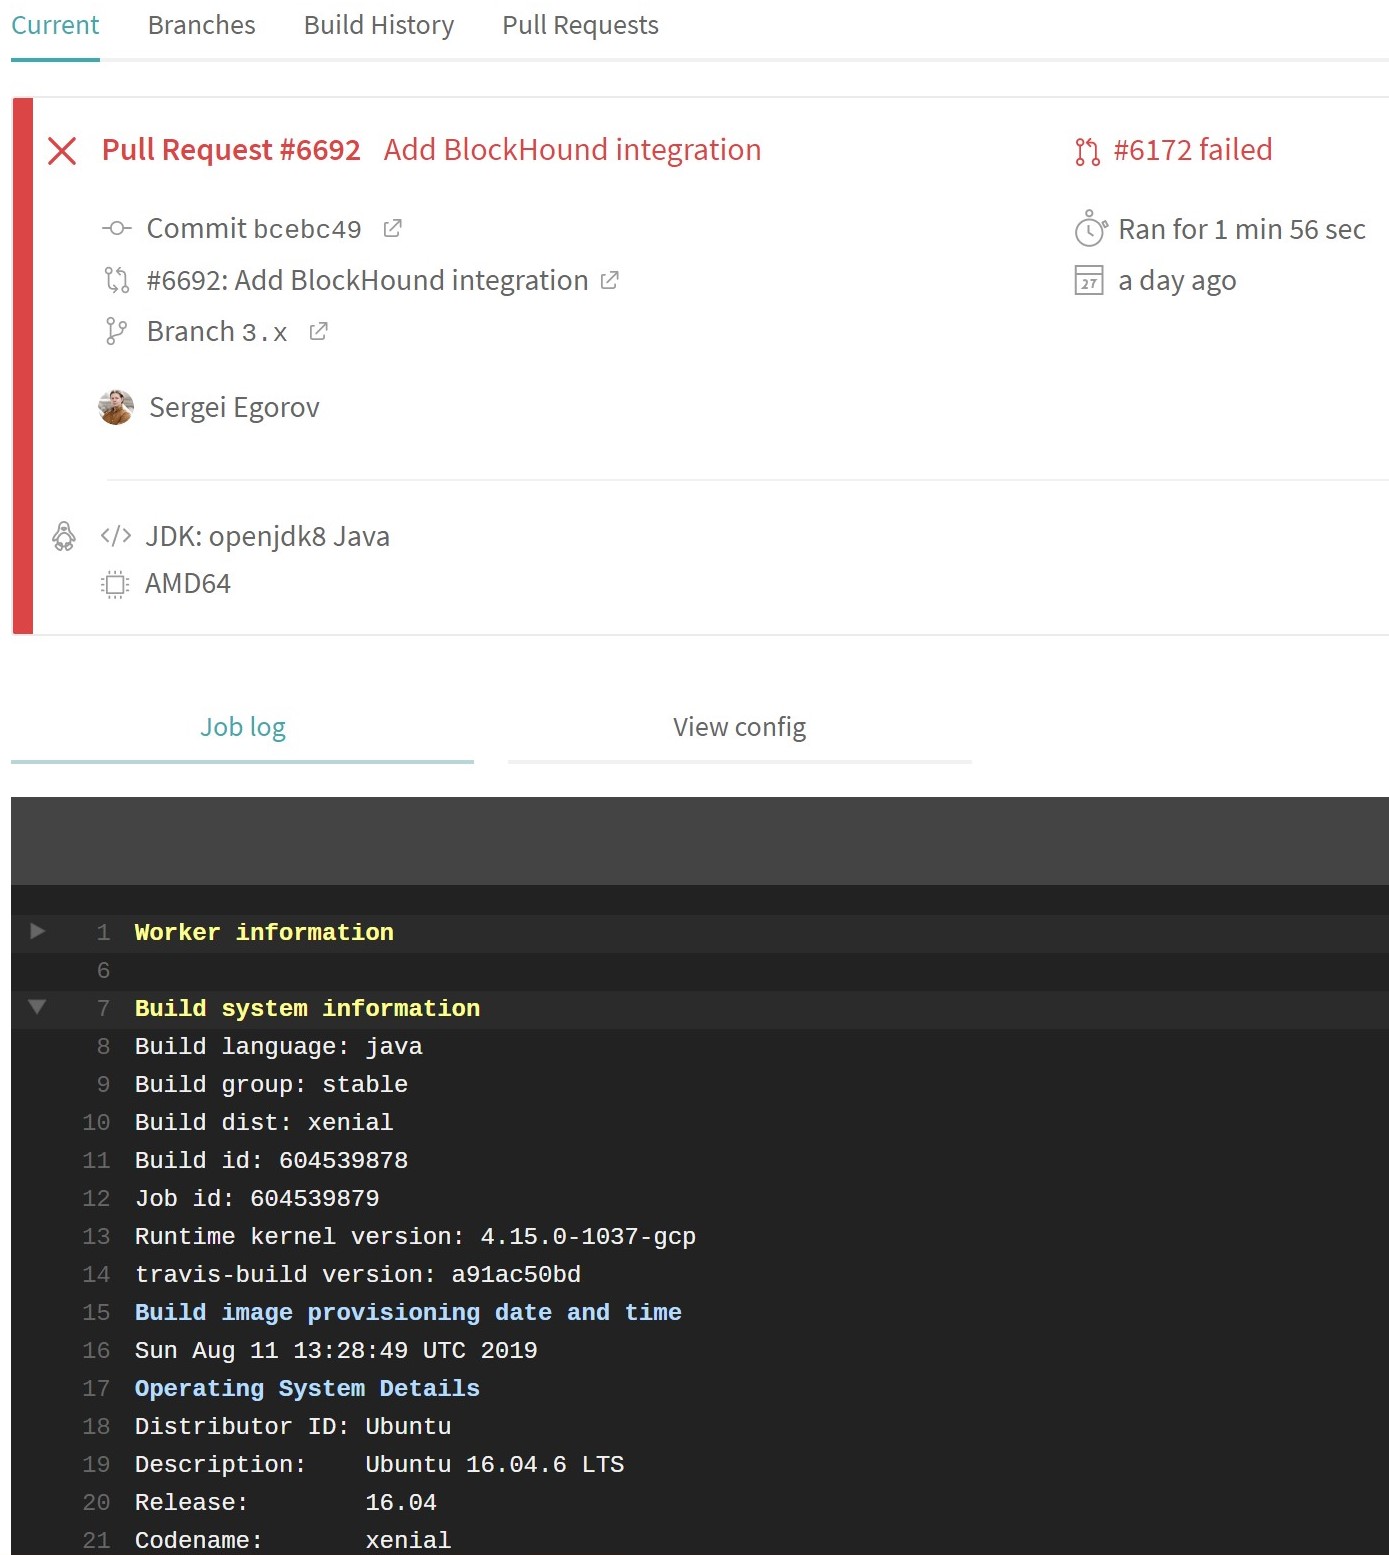 Current Branches Build History Pull Requests
Pull Request #6692 Add BlockHound integration #6172 failed
Commit bcebc49 Ran for 1 min 56 sec
#6692: Add BlockHound integration 27 a day ago
Branch 3.x
Sergei Egorov
</> JDK: openjdk8 Java
AMD64
Job log View config
1 Worker information
6
7 Build system information
8 Build language: java
9 Build group: stable
10 Build dist: xenial
11 Build id: 604539878
12 Job id: 604539879
13 Runtime kernel version: 4.15.0-1037-gcp
14 travis-build version: a91ac50bd
15 Build image provisioning date and time
16 Sun Aug 11 13:28:49 UTC 2019
17 Operating System Details
18 Distributor ID: Ubuntu
19 Description: Ubuntu 16.04.6 LTS
20 Release: 16.04
21 Codename: xenial